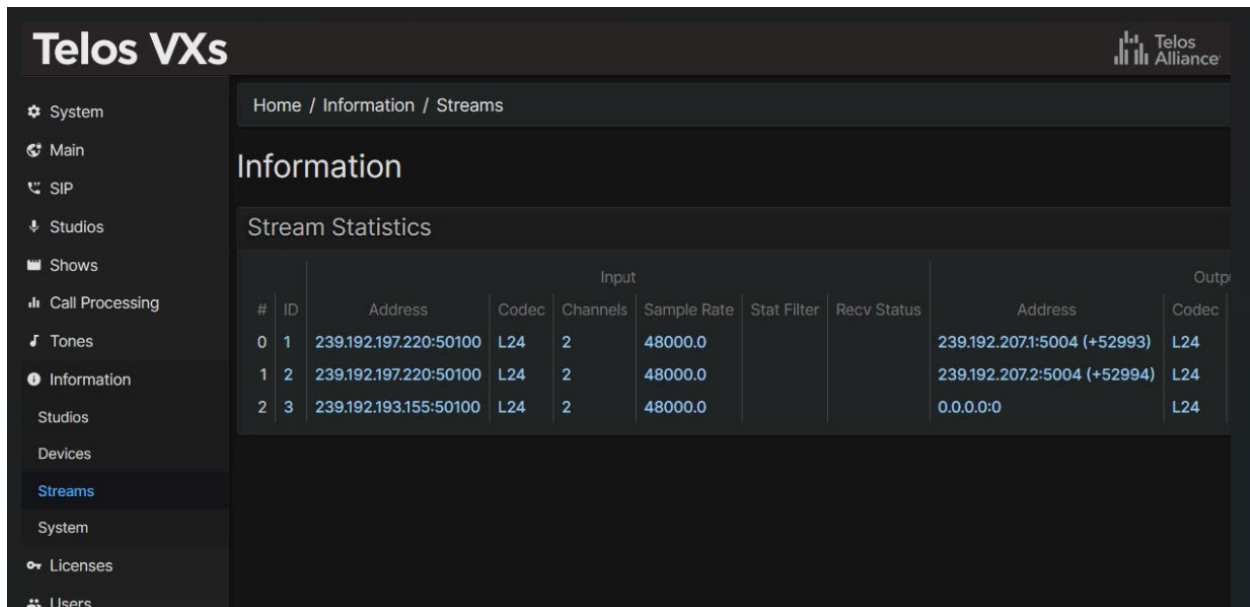 Telos VXs
Telos
Alliance
System
Main
SIP
Studios
Shows
Call Processing
Tones
Information
Studios
Devices
Streams
System
Licenses
Users
Home / Information / Streams
Information
Stream Statistics
Input Outp
# ID Address Codec Channels Sample Rate Stat Filter Recv Status Address Codec
0 1 239.192.197.220:50100 L24 2 48000.0 239.192.207.1:5004 (+52993) L24
1 2 239.192.197.220:50100 L24 2 48000.0 239.192.207.2:5004 (+52994) L24
2 3 239.192.193.155:50100 L24 2 48000.0 0.0.0.0:0 L24